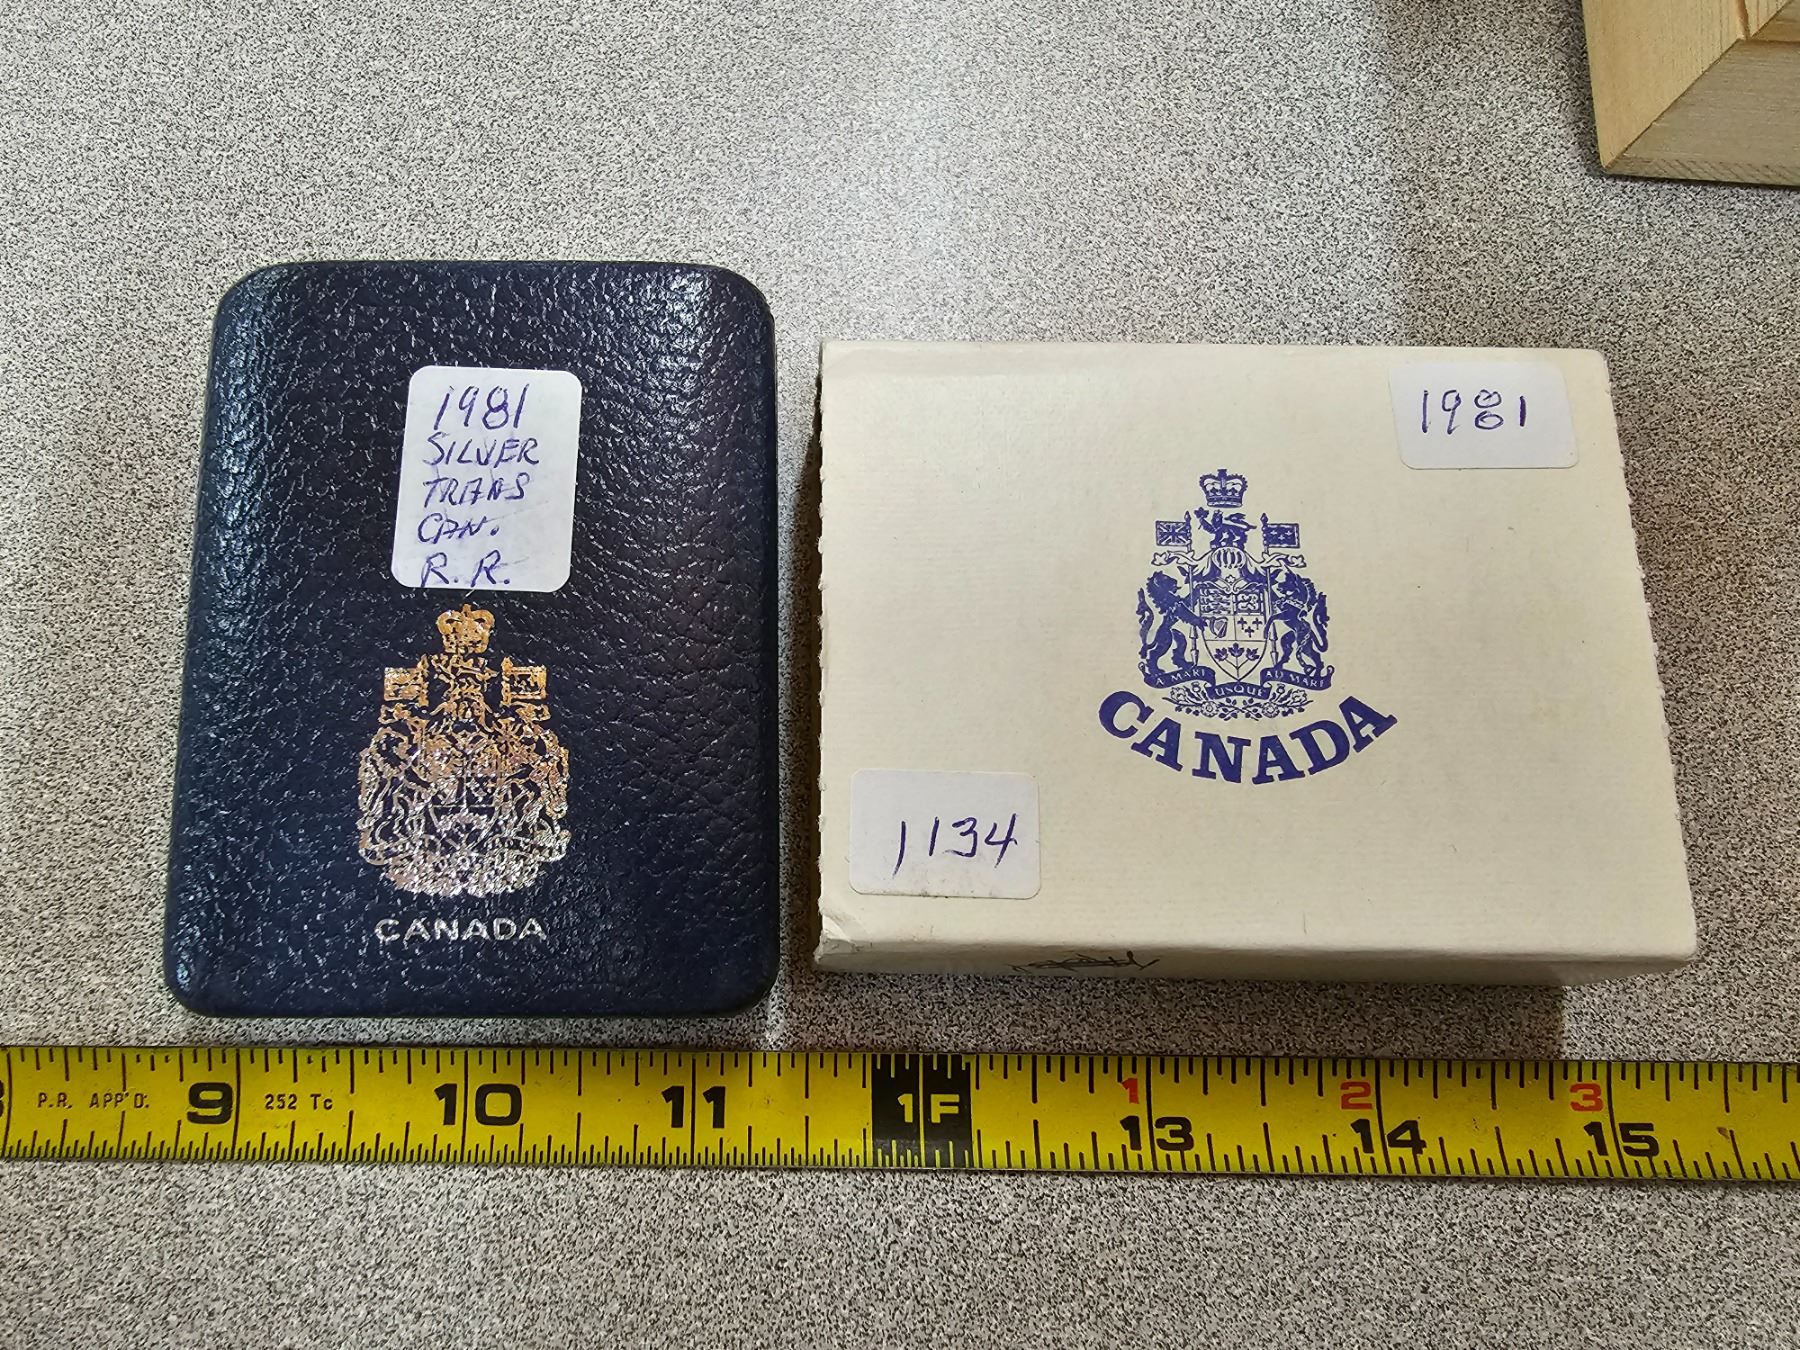 1981
SILVER
TRANS
CAN.
R.R.
CANADA
1981
A MARI USQUE AD MARE
CANADA
1134
P.R. APP'D. 9 252 Tc 10 11 1F 1 2 3
13 14 15